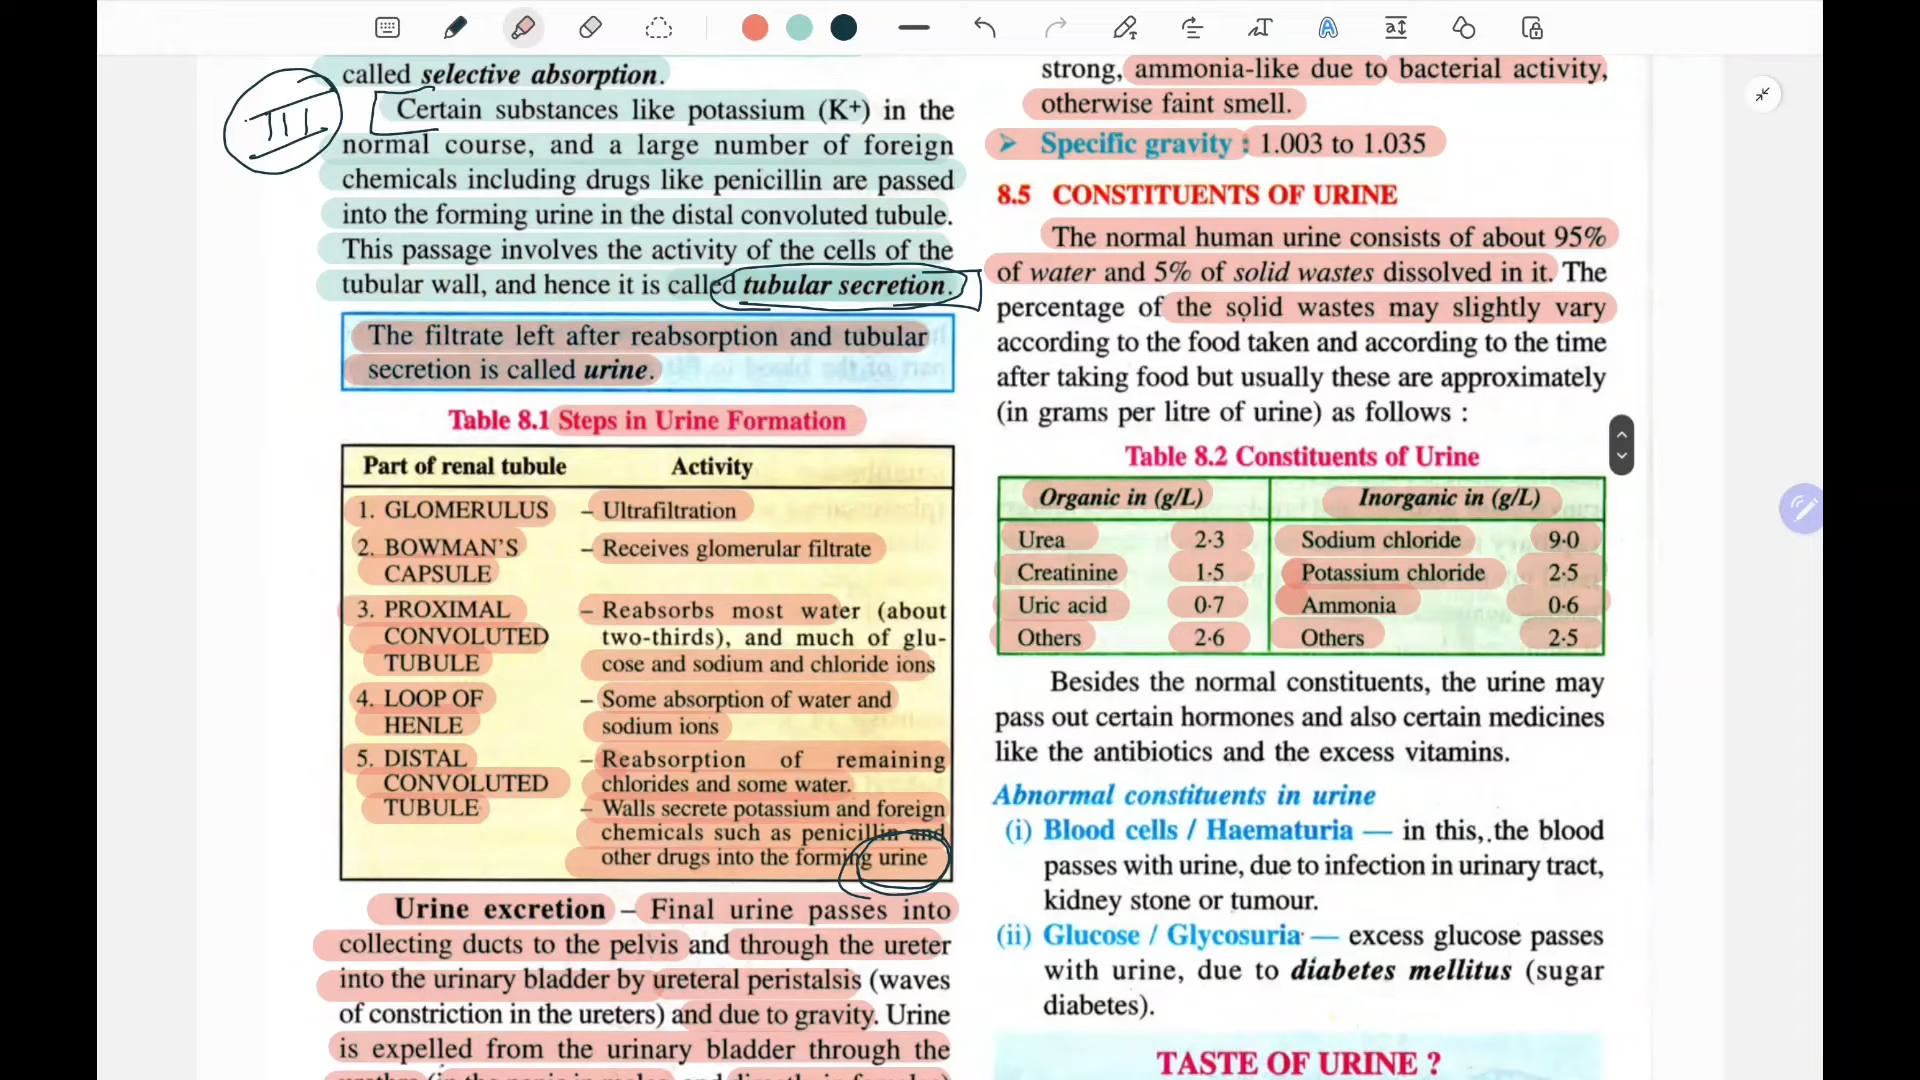 called selective absorption.
III
Certain substances like potassium (K+) in the
normal course, and a large number of foreign
chemicals including drugs like penicillin are passed
into the forming urine in the distal convoluted tubule.
This passage involves the activity of the cells of the
tubular wall, and hence it is called tubular secretion.
The filtrate left after reabsorption and tubular
secretion is called urine.
Table 8.1 Steps in Urine Formation
Part of renal tubule Activity
1. GLOMERULUS – Ultrafiltration
2. BOWMAN'S – Receives glomerular filtrate
CAPSULE
3. PROXIMAL – Reabsorbs most water (about
CONVOLUTED two-thirds), and much of glu-
TUBULE cose and sodium and chloride ions
4. LOOP OF – Some absorption of water and
HENLE sodium ions
5. DISTAL – Reabsorption of remaining
CONVOLUTED chlorides and some water.
TUBULE – Walls secrete potassium and foreign
chemicals such as penicillin and
other drugs into the forming urine
Urine excretion – Final urine passes into
collecting ducts to the pelvis and through the ureter
into the urinary bladder by ureteral peristalsis (waves
of constriction in the ureters) and due to gravity. Urine
is expelled from the urinary bladder through the
strong, ammonia-like due to bacterial activity,
otherwise faint smell.
➤ Specific gravity : 1.003 to 1.035
8.5 CONSTITUENTS OF URINE
The normal human urine consists of about 95%
of water and 5% of solid wastes dissolved in it. The
percentage of the solid wastes may slightly vary
according to the food taken and according to the time
after taking food but usually these are approximately
(in grams per litre of urine) as follows :
Table 8.2 Constituents of Urine
Organic in (g/L) Inorganic in (g/L)
Urea 2·3 Sodium chloride 9·0
Creatinine 1·5 Potassium chloride 2·5
Uric acid 0·7 Ammonia 0·6
Others 2·6 Others 2·5
Besides the normal constituents, the urine may
pass out certain hormones and also certain medicines
like the antibiotics and the excess vitamins.
Abnormal constituents in urine
(i) Blood cells / Haematuria — in this, the blood
passes with urine, due to infection in urinary tract,
kidney stone or tumour.
(ii) Glucose / Glycosuria — excess glucose passes
with urine, due to diabetes mellitus (sugar
diabetes).
TASTE OF URINE ?